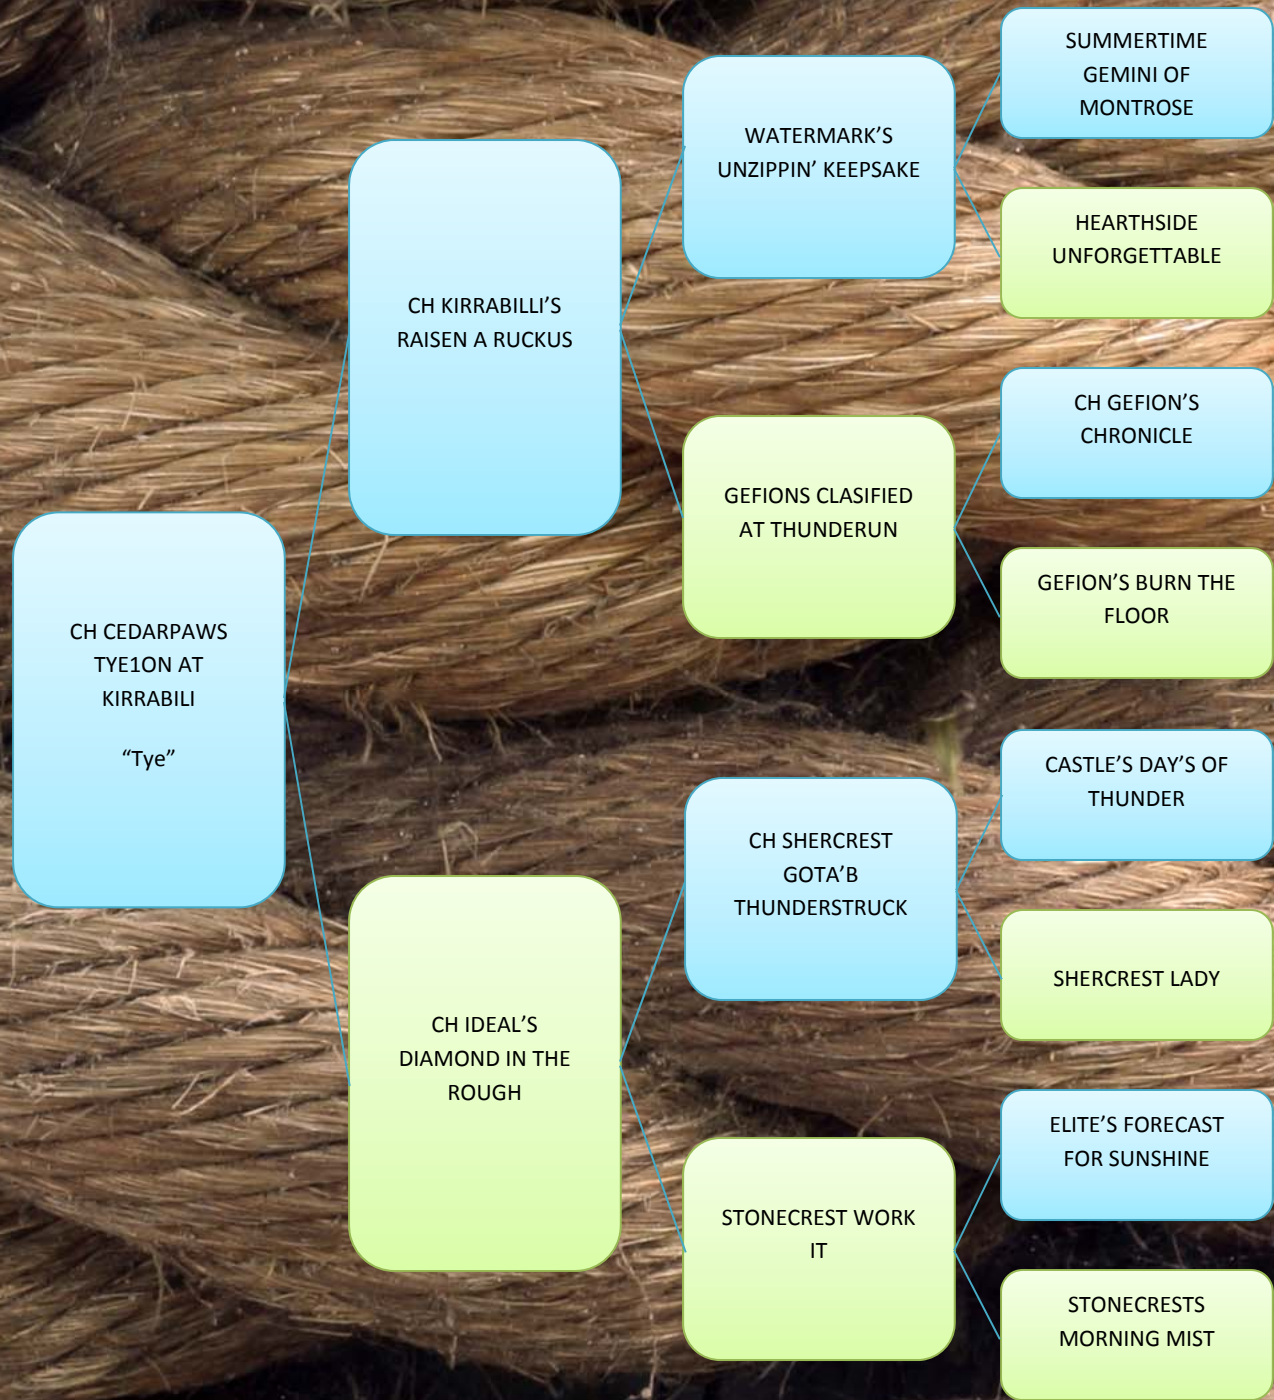 CH CEDARPAWS
TYE1ON AT
KIRRABILI
“Tye”
CH KIRRABILLI’S
RAISEN A RUCKUS
CH IDEAL’S
DIAMOND IN THE
ROUGH
WATERMARK’S
UNZIPPIN’ KEEPSAKE
GEFIONS CLASIFIED
AT THUNDERUN
CH SHERCREST
GOTA’B
THUNDERSTRUCK
STONECREST WORK
IT
SUMMERTIME
GEMINI OF
MONTROSE
HEARTHSIDE
UNFORGETTABLE
CH GEFION’S
CHRONICLE
GEFION’S BURN THE
FLOOR
CASTLE’S DAY’S OF
THUNDER
SHERCREST LADY
ELITE’S FORECAST
FOR SUNSHINE
STONECRESTS
MORNING MIST